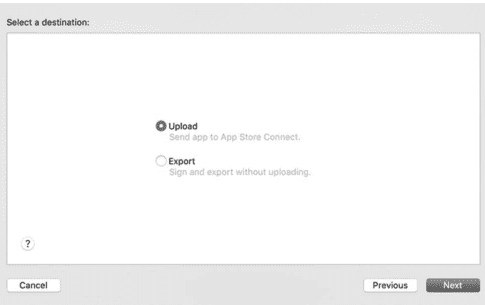 Select a destination:
Upload
Send app to App Store Connect.
Export
Sign and export without uploading.
?
Cancel
Previous
Next